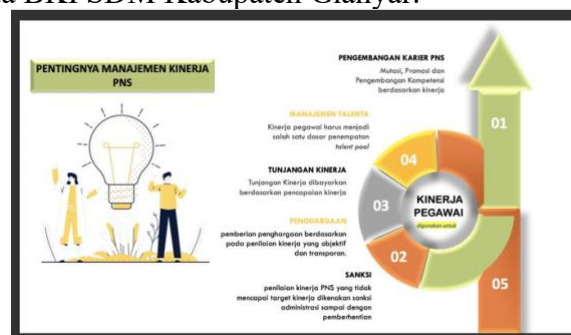 da BKPSDM Kabupaten Gianyar.
PENTINGNYA MANAJEMEN KINERJA
PNS
PENGEMBANGAN KARIER PNS
Mutasi, Promosi dan
Pengembangan Kompetensi
berdasarkan kinerja
MANAJEMEN TALENTA
Kinerja pegawai harus menjadi
salah satu dasar penempatan
talent pool
TUNJANGAN KINERJA
Tunjangan Kinerja dibayarkan
berdasarkan pencapaian kinerja
PENGHARGAAN
pemberian penghargaan berdasarkan
pada penilaian kinerja yang objektif
dan transparan.
SANKSI
penilaian kinerja PNS yang tidak
mencapai target kinerja dikenakan sanksi
administrasi sampai dengan
pemberhentian
01
04
03
02
05
KINERJA
PEGAWAI
digunakan untuk